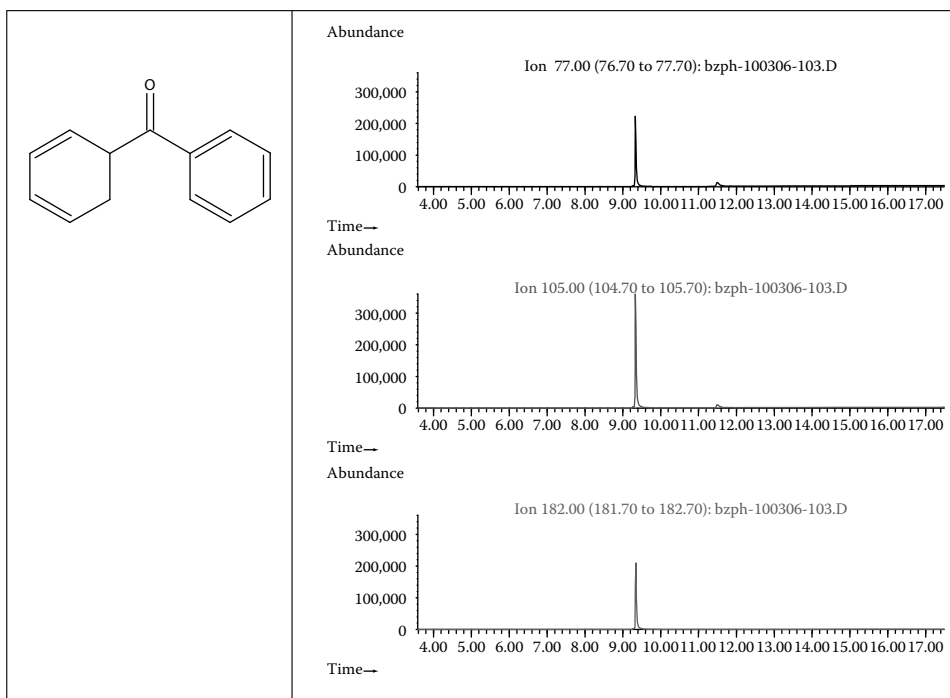 O
Abundance
Ion 77.00 (76.70 to 77.70): bzph-100306-103.D
300,000
200,000
100,000
0
4.00 5.00 6.00 7.00 8.00 9.00 10.00 11.00 12.00 13.00 14.00 15.00 16.00 17.00
Time→
Abundance
Ion 105.00 (104.70 to 105.70): bzph-100306-103.D
300,000
200,000
100,000
0
4.00 5.00 6.00 7.00 8.00 9.00 10.00 11.00 12.00 13.00 14.00 15.00 16.00 17.00
Time→
Abundance
Ion 182.00 (181.70 to 182.70): bzph-100306-103.D
300,000
200,000
100,000
0
4.00 5.00 6.00 7.00 8.00 9.00 10.00 11.00 12.00 13.00 14.00 15.00 16.00 17.00
Time→